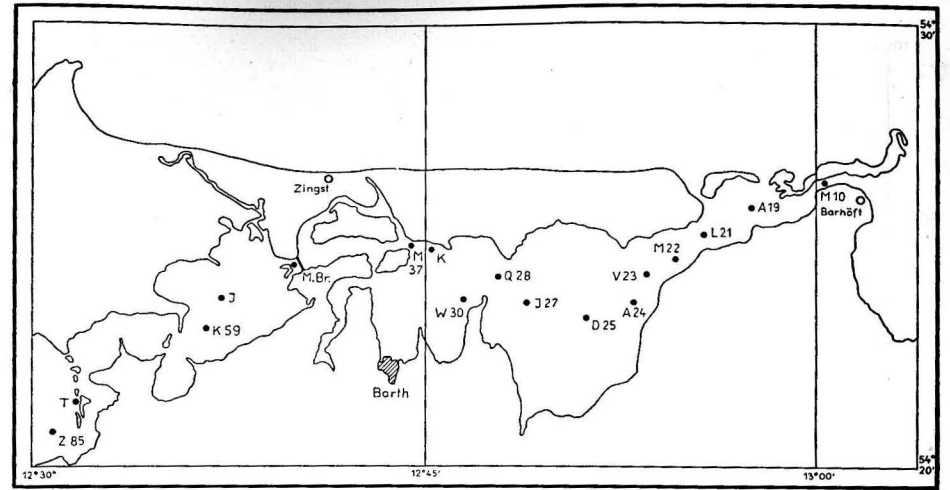 54°
30'
Zingst
M 10
Barhöft
A 19
L 21
M 22
M
37
K
M.Br.
Q 28
V 23
J
W 30
J 27
A 24
D 25
K 59
Barth
T
Z 85
12°30'
12°45'
13°00'
54°
20'